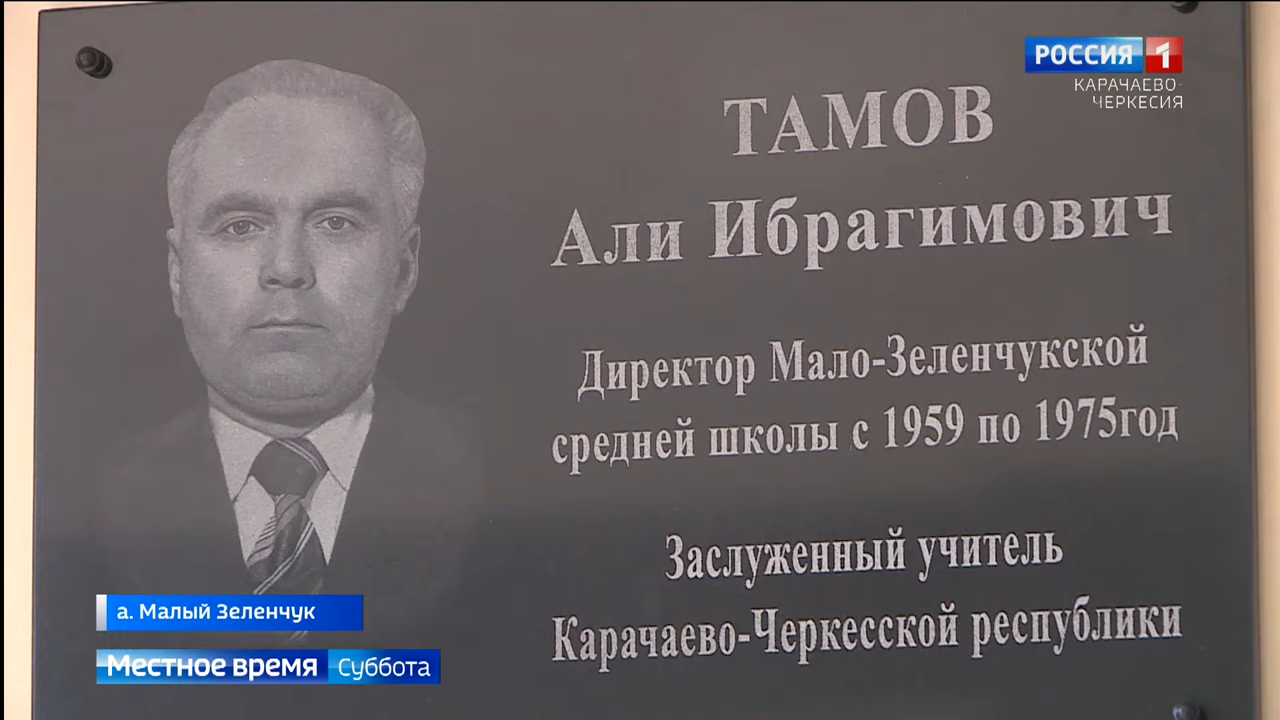 РОССИЯ 1
КАРАЧАЕВО-
ЧЕРКЕСИЯ
ТАМОВ
Али Ибрагимович
Директор Мало-Зеленчукской
средней школы с 1959 по 1975год
Заслуженный учитель
Карачаево-Черкесской республики
а. Малый Зеленчук
Местное время Суббота